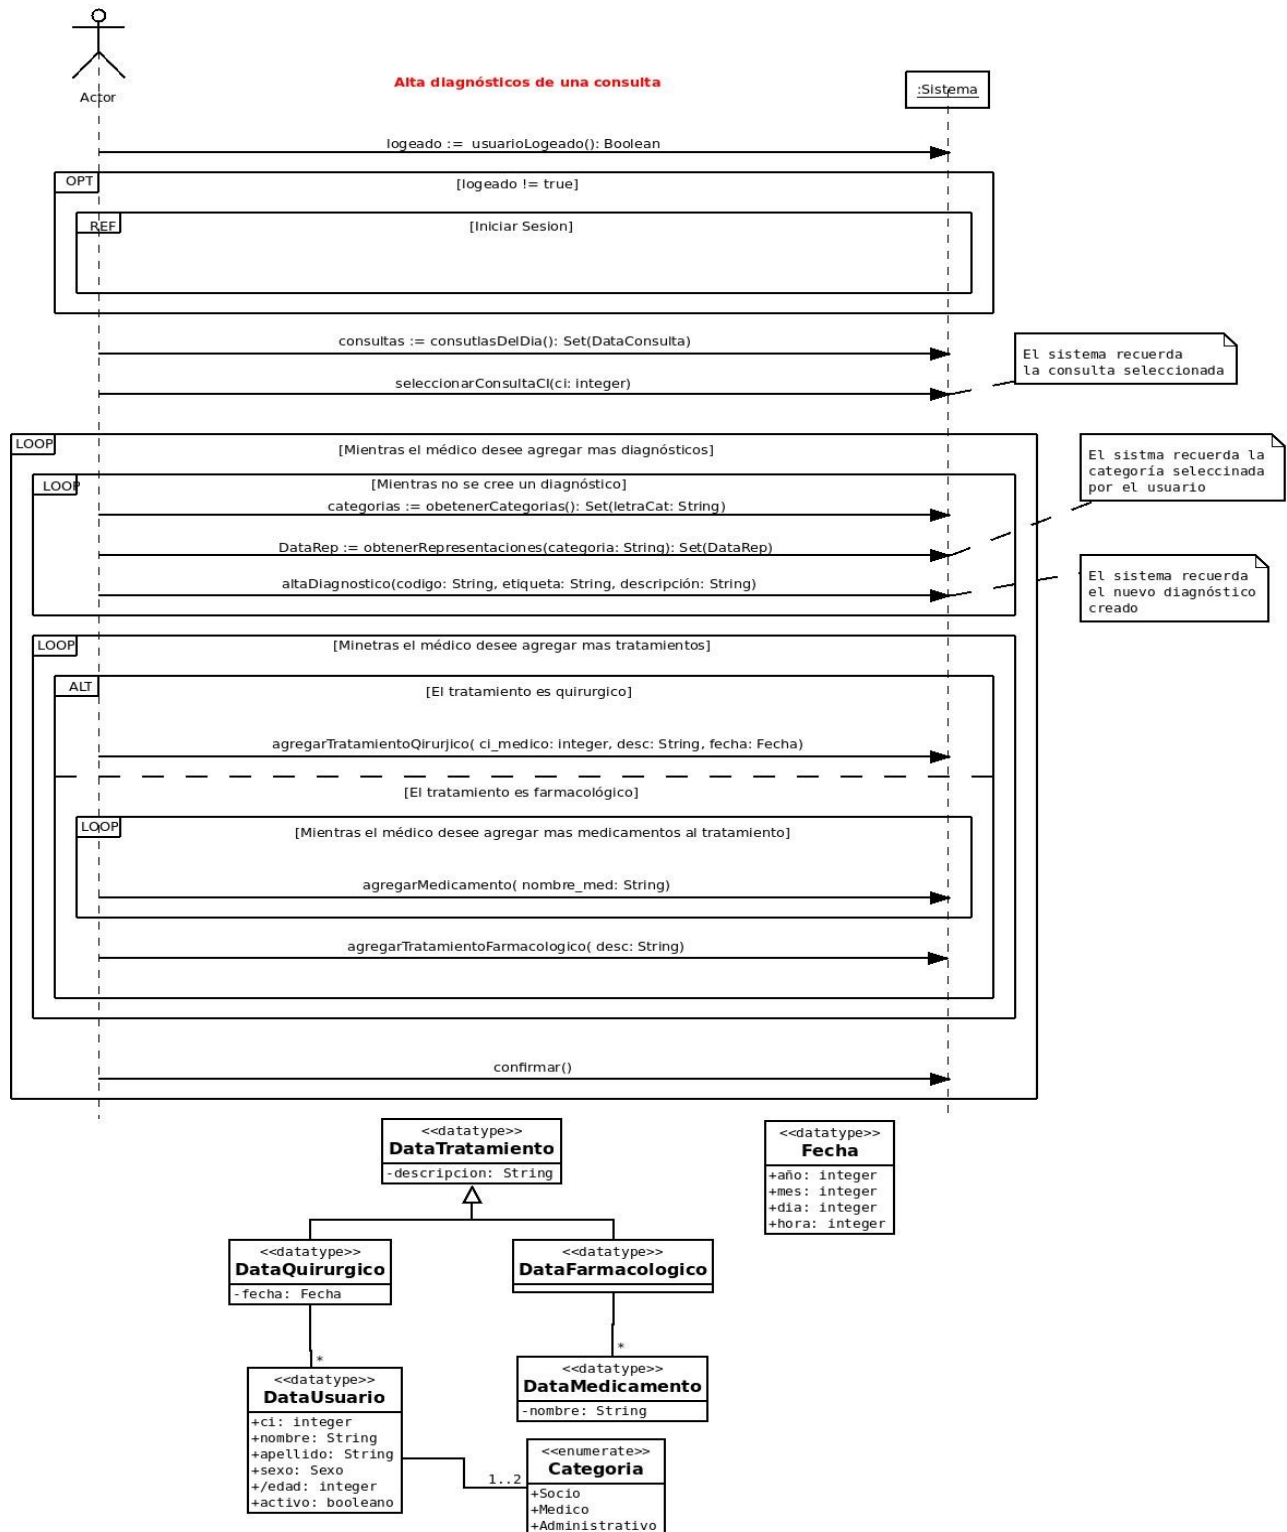 Alta diagnósticos de una consulta
Actor
:Sistema
logeado := usuarioLogeado(): Boolean
OPT
[logeado != true]
REF
[Iniciar Sesion]
consultas := consutlasDelDia(): Set(DataConsulta)
El sistema recuerda
la consulta seleccionada
seleccionarConsultaCI(ci: integer)
LOOP
[Mientras el médico desee agregar mas diagnósticos]
El sistma recuerda la
categoría seleccinada
por el usuario
LOOP
[Mientras no se cree un diagnóstico]
categorias := obetenerCategorias(): Set(letraCat: String)
DataRep := obtenerRepresentaciones(categoria: String): Set(DataRep)
altaDiagnostico(codigo: String, etiqueta: String, descripción: String)
El sistema recuerda
el nuevo diagnóstico
creado
LOOP
[Minetras el médico desee agregar mas tratamientos]
ALT
[El tratamiento es quirurgico]
agregarTratamientoQirurjico( ci_medico: integer, desc: String, fecha: Fecha)
[El tratamiento es farmacológico]
LOOP
[Mientras el médico desee agregar mas medicamentos al tratamiento]
agregarMedicamento( nombre_med: String)
agregarTratamientoFarmacologico( desc: String)
confirmar()
<<datatype>>
DataTratamiento
-descripcion: String
<<datatype>>
Fecha
+año: integer
+mes: integer
+dia: integer
+hora: integer
<<datatype>>
DataQuirurgico
-fecha: Fecha
<<datatype>>
DataFarmacologico
*
*
<<datatype>>
DataUsuario
+ci: integer
+nombre: String
+apellido: String
+sexo: Sexo
+/edad: integer
+activo: booleano
<<datatype>>
DataMedicamento
-nombre: String
1..2
<<enumerate>>
Categoria
+Socio
+Medico
+Administrativo